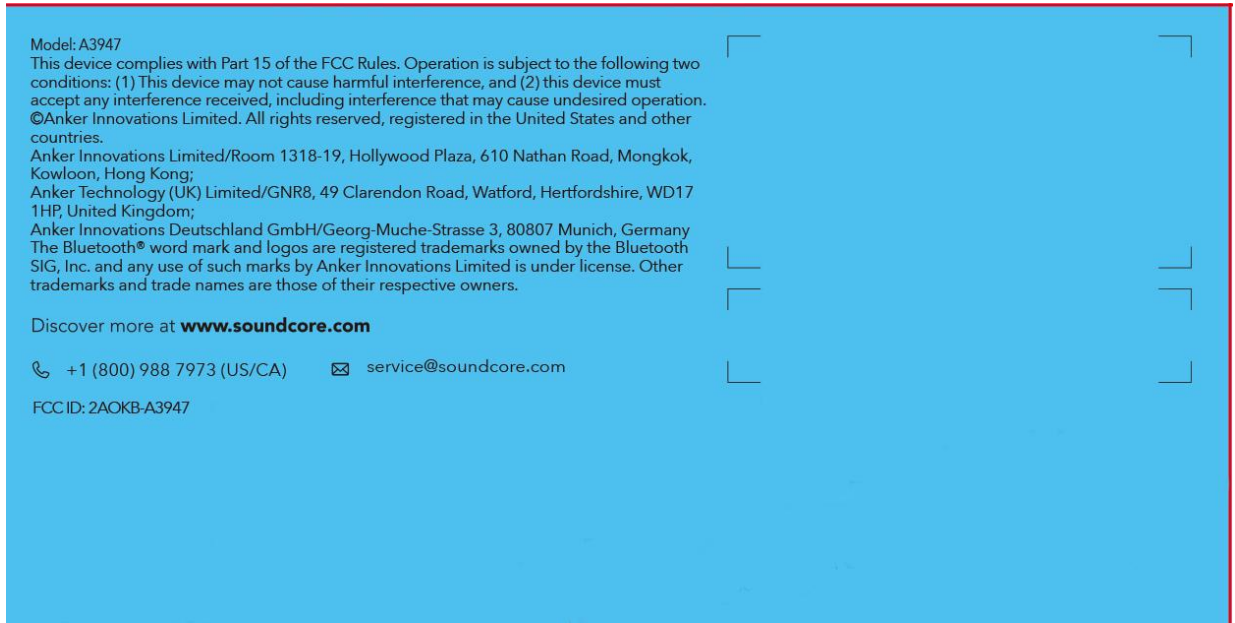 Model: A3947
This device complies with Part 15 of the FCC Rules. Operation is subject to the following two
conditions: (1) This device may not cause harmful interference, and (2) this device must
accept any interference received, including interference that may cause undesired operation.
©Anker Innovations Limited. All rights reserved, registered in the United States and other
countries.
Anker Innovations Limited/Room 1318-19, Hollywood Plaza, 610 Nathan Road, Mongkok,
Kowloon, Hong Kong;
Anker Technology (UK) Limited/GNR8, 49 Clarendon Road, Watford, Hertfordshire, WD17
1HP, United Kingdom;
Anker Innovations Deutschland GmbH/Georg-Muche-Strasse 3, 80807 Munich, Germany
The Bluetooth® word mark and logos are registered trademarks owned by the Bluetooth
SIG, Inc. and any use of such marks by Anker Innovations Limited is under license. Other
trademarks and trade names are those of their respective owners.
Discover more at www.soundcore.com
+1 (800) 988 7973 (US/CA) service@soundcore.com
FCC ID: 2AOKB-A3947